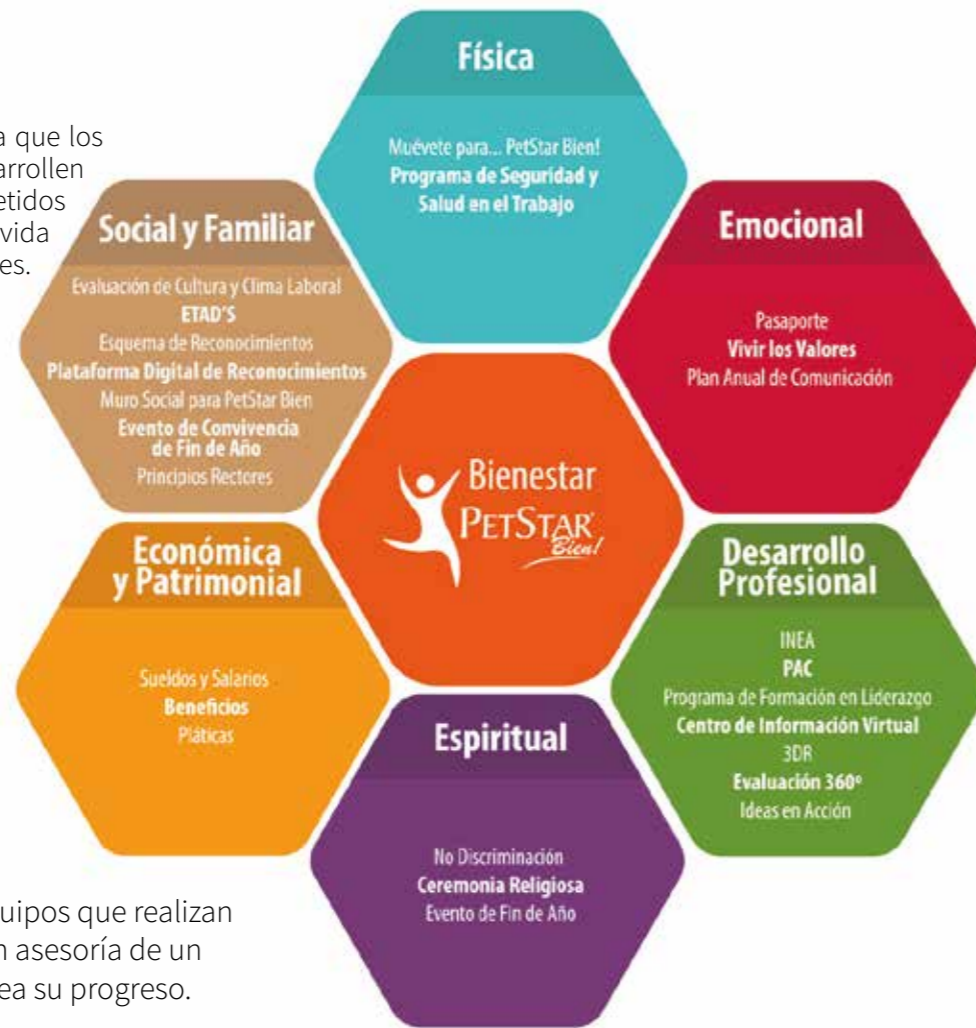 a que los
arrollen
etidos
vida
es.
Física
Muévete para... PetStar Bien!
Programa de Seguridad y
Salud en el Trabajo
Social y Familiar
Evaluación de Cultura y Clima Laboral
ETAD'S
Esquema de Reconocimientos
Plataforma Digital de Reconocimientos
Muro Social para PetStar Bien
Evento de Convivencia
de Fin de Año
Principios Rectores
Emocional
Pasaporte
Vivir los Valores
Plan Anual de Comunicación
Bienestar
PETSTAR
Bien!
Económica
y Patrimonial
Sueldos y Salarios
Beneficios
Pláticas
Desarrollo
Profesional
INEA
PAC
Programa de Formación en Liderazgo
Centro de Información Virtual
3DR
Evaluación 360º
Ideas en Acción
Espiritual
No Discriminación
Ceremonia Religiosa
Evento de Fin de Año
quipos que realizan
n asesoría de un
ea su progreso.